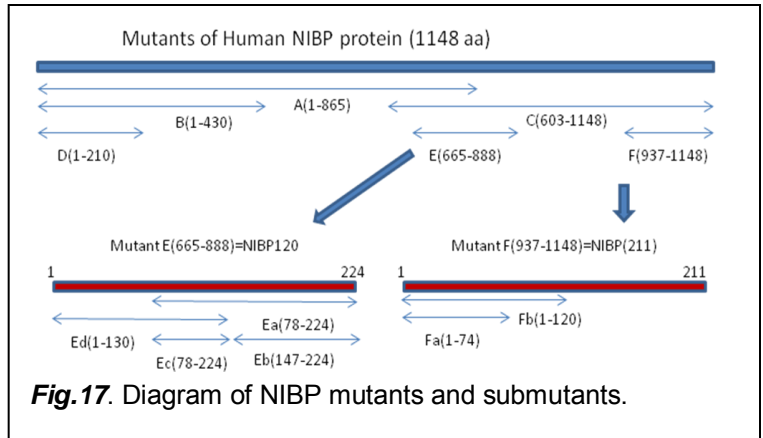 Mutants of Human NIBP protein (1148 aa)
A(1-865)
B(1-430)
C(603-1148)
D(1-210)
E(665-888)
F(937-1148)
Mutant E(665-888)=NIBP120
Mutant F(937-1148)=NIBP(211)
1
224
1
211
Ea(78-224)
Fb(1-120)
Ed(1-130)
Fa(1-74)
Ec(78-224)
Eb(147-224)
Fig.17. Diagram of NIBP mutants and submutants.